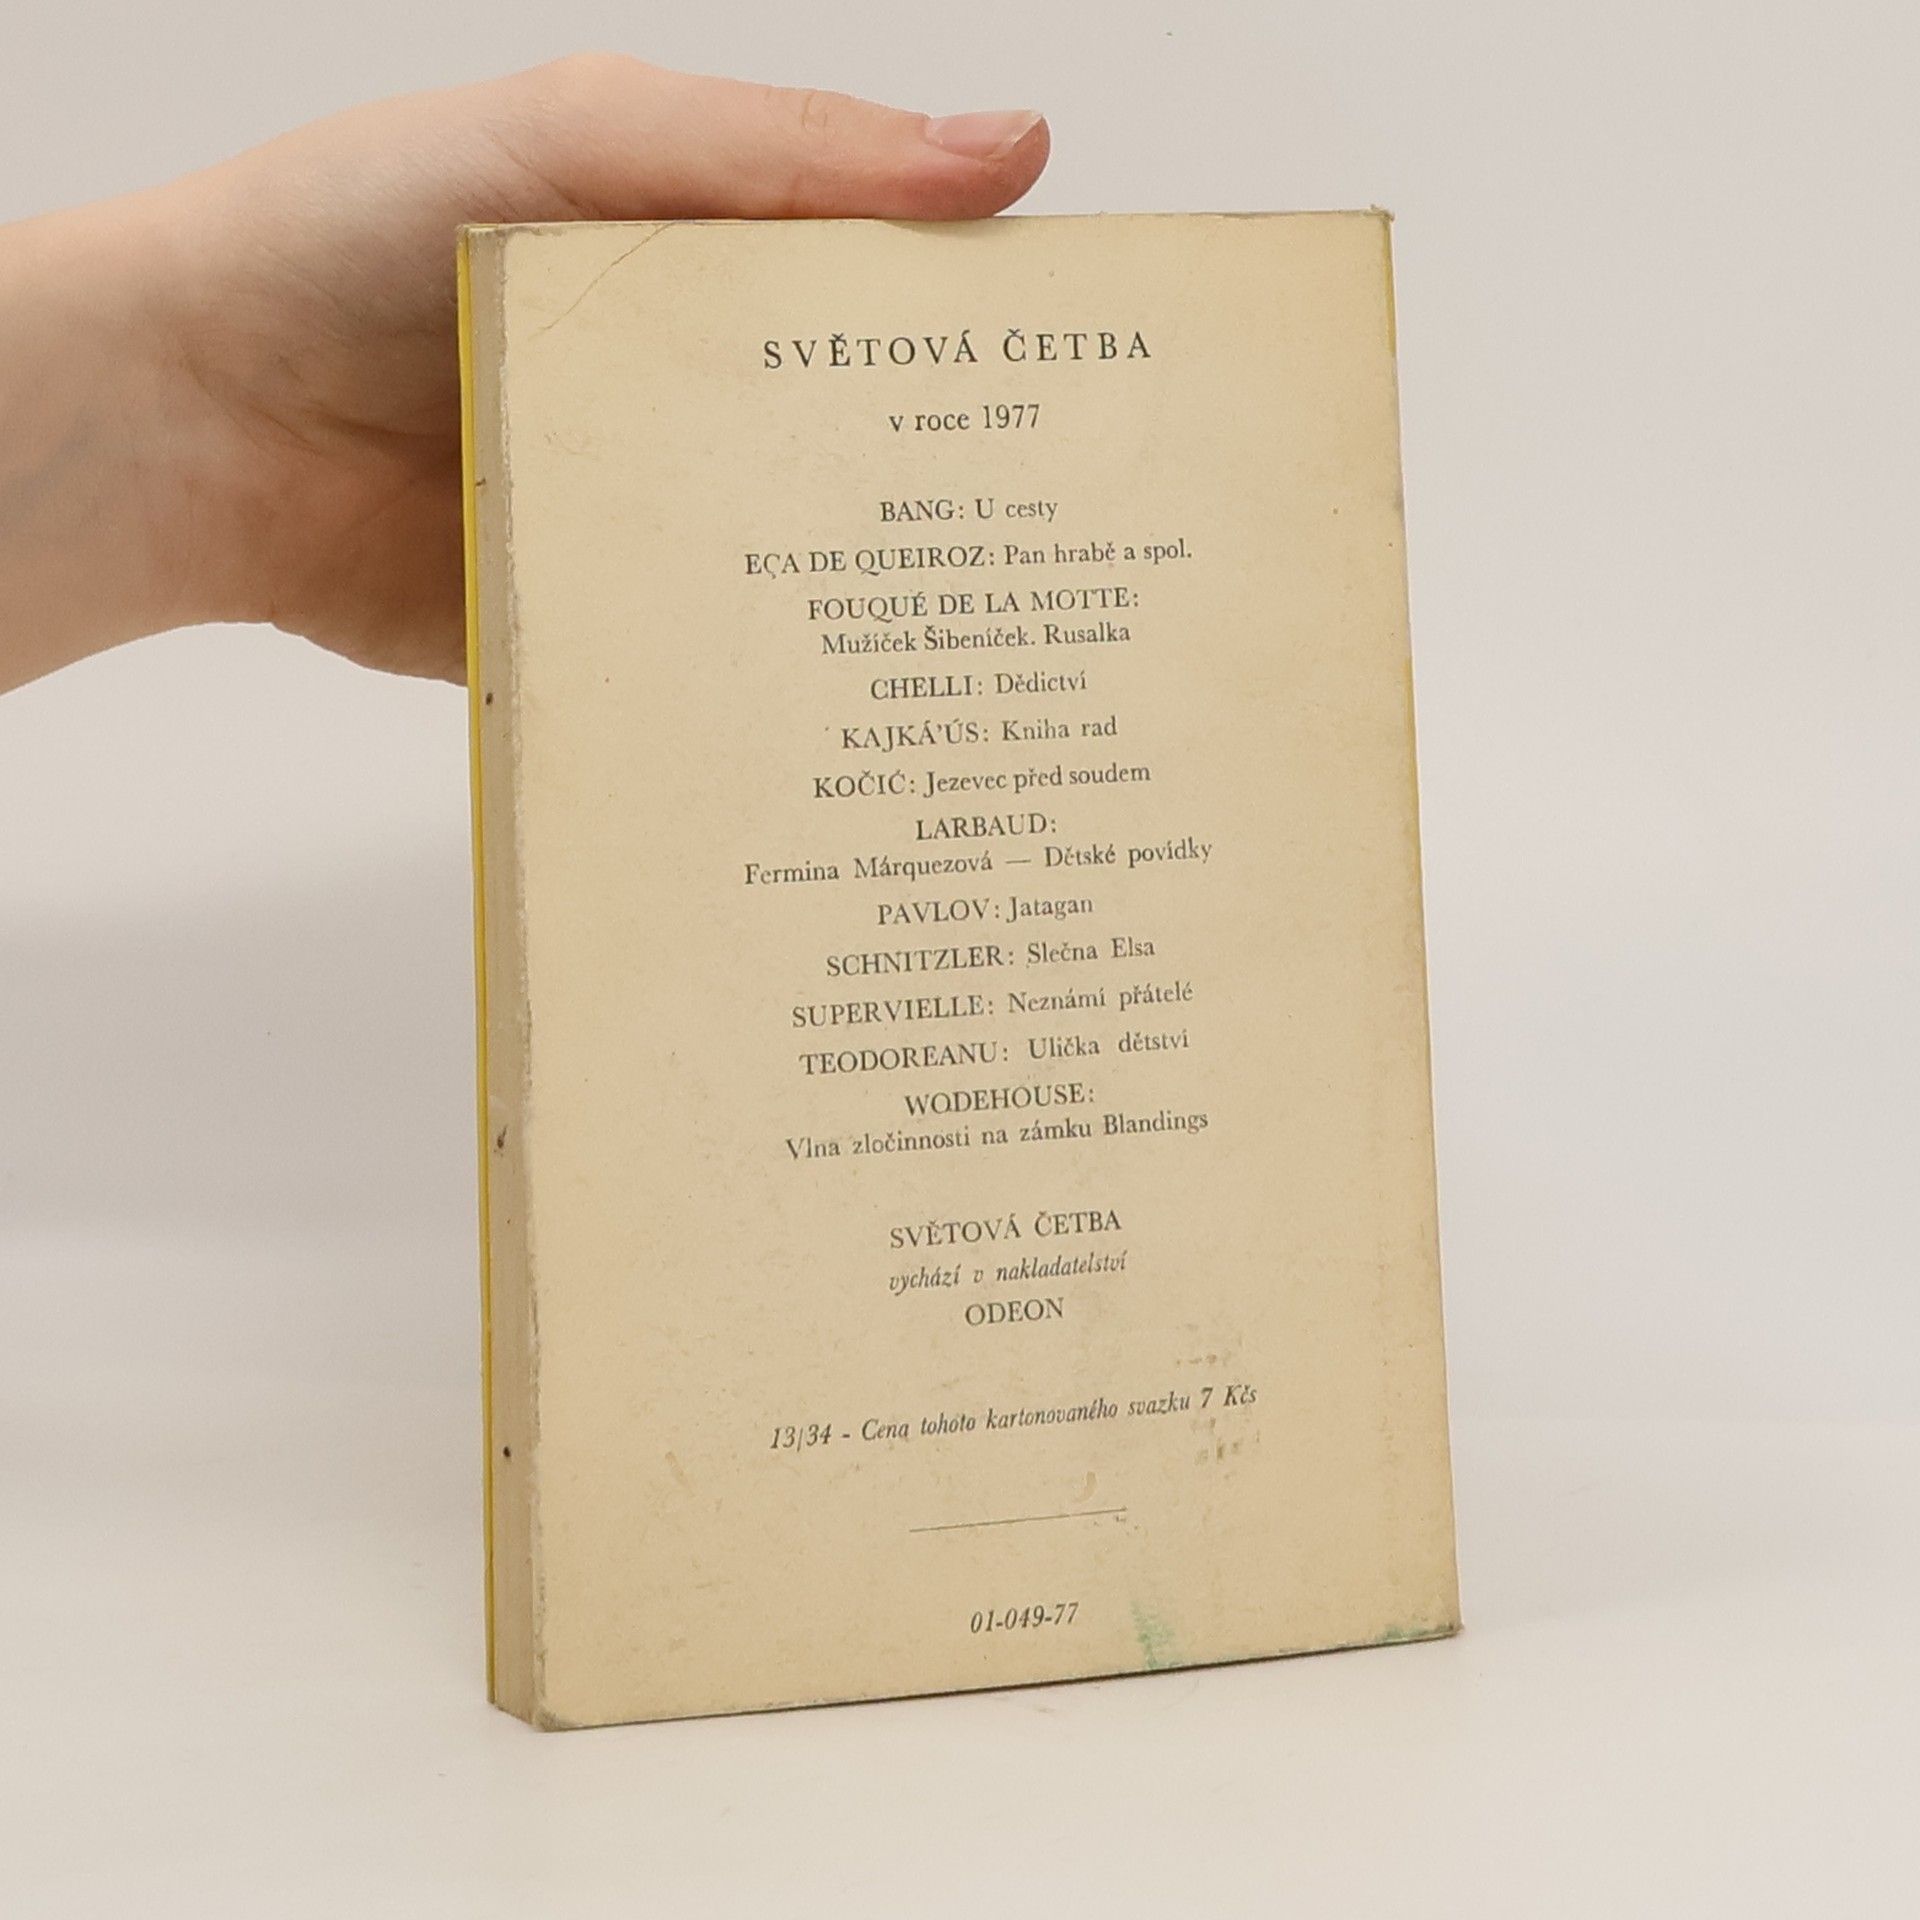 SVĚTOVÁ ČETBA
v roce 1977
BANG: U cesty
EÇA DE QUEIROZ: Pan hrabě a spol.
FOUQUÉ DE LA MOTTE:
Mužíček Šibeníček. Rusalka
CHELLI: Dědictví
KAJKÁ'ÚS: Kniha rad
KOČIĆ: Jezevec před soudem
LARBAUD:
Fermina Márquezová — Dětské povídky
PAVLOV: Jatagan
SCHNITZLER: Slečna Elsa
SUPERVIELLE: Neznámí přátelé
TEODOREANU: Ulička dětství
WODEHOUSE:
Vlna zločinnosti na zámku Blandings
SVĚTOVÁ ČETBA
vychází v nakladatelství
ODEON
13/34 - Cena tohoto kartonovaného svazku 7 Kčs
01-049-77